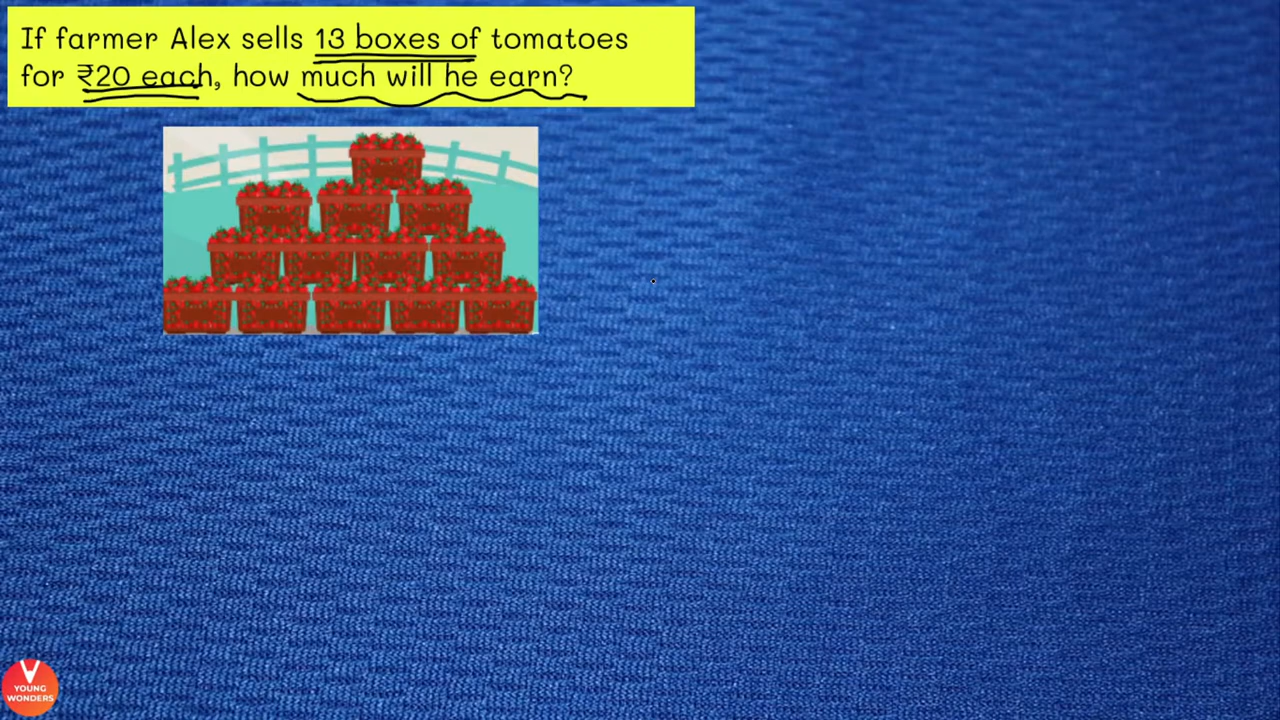 If farmer Alex sells 13 boxes of tomatoes
for ₹20 each, how much will he earn?
YOUNG
WONDERS